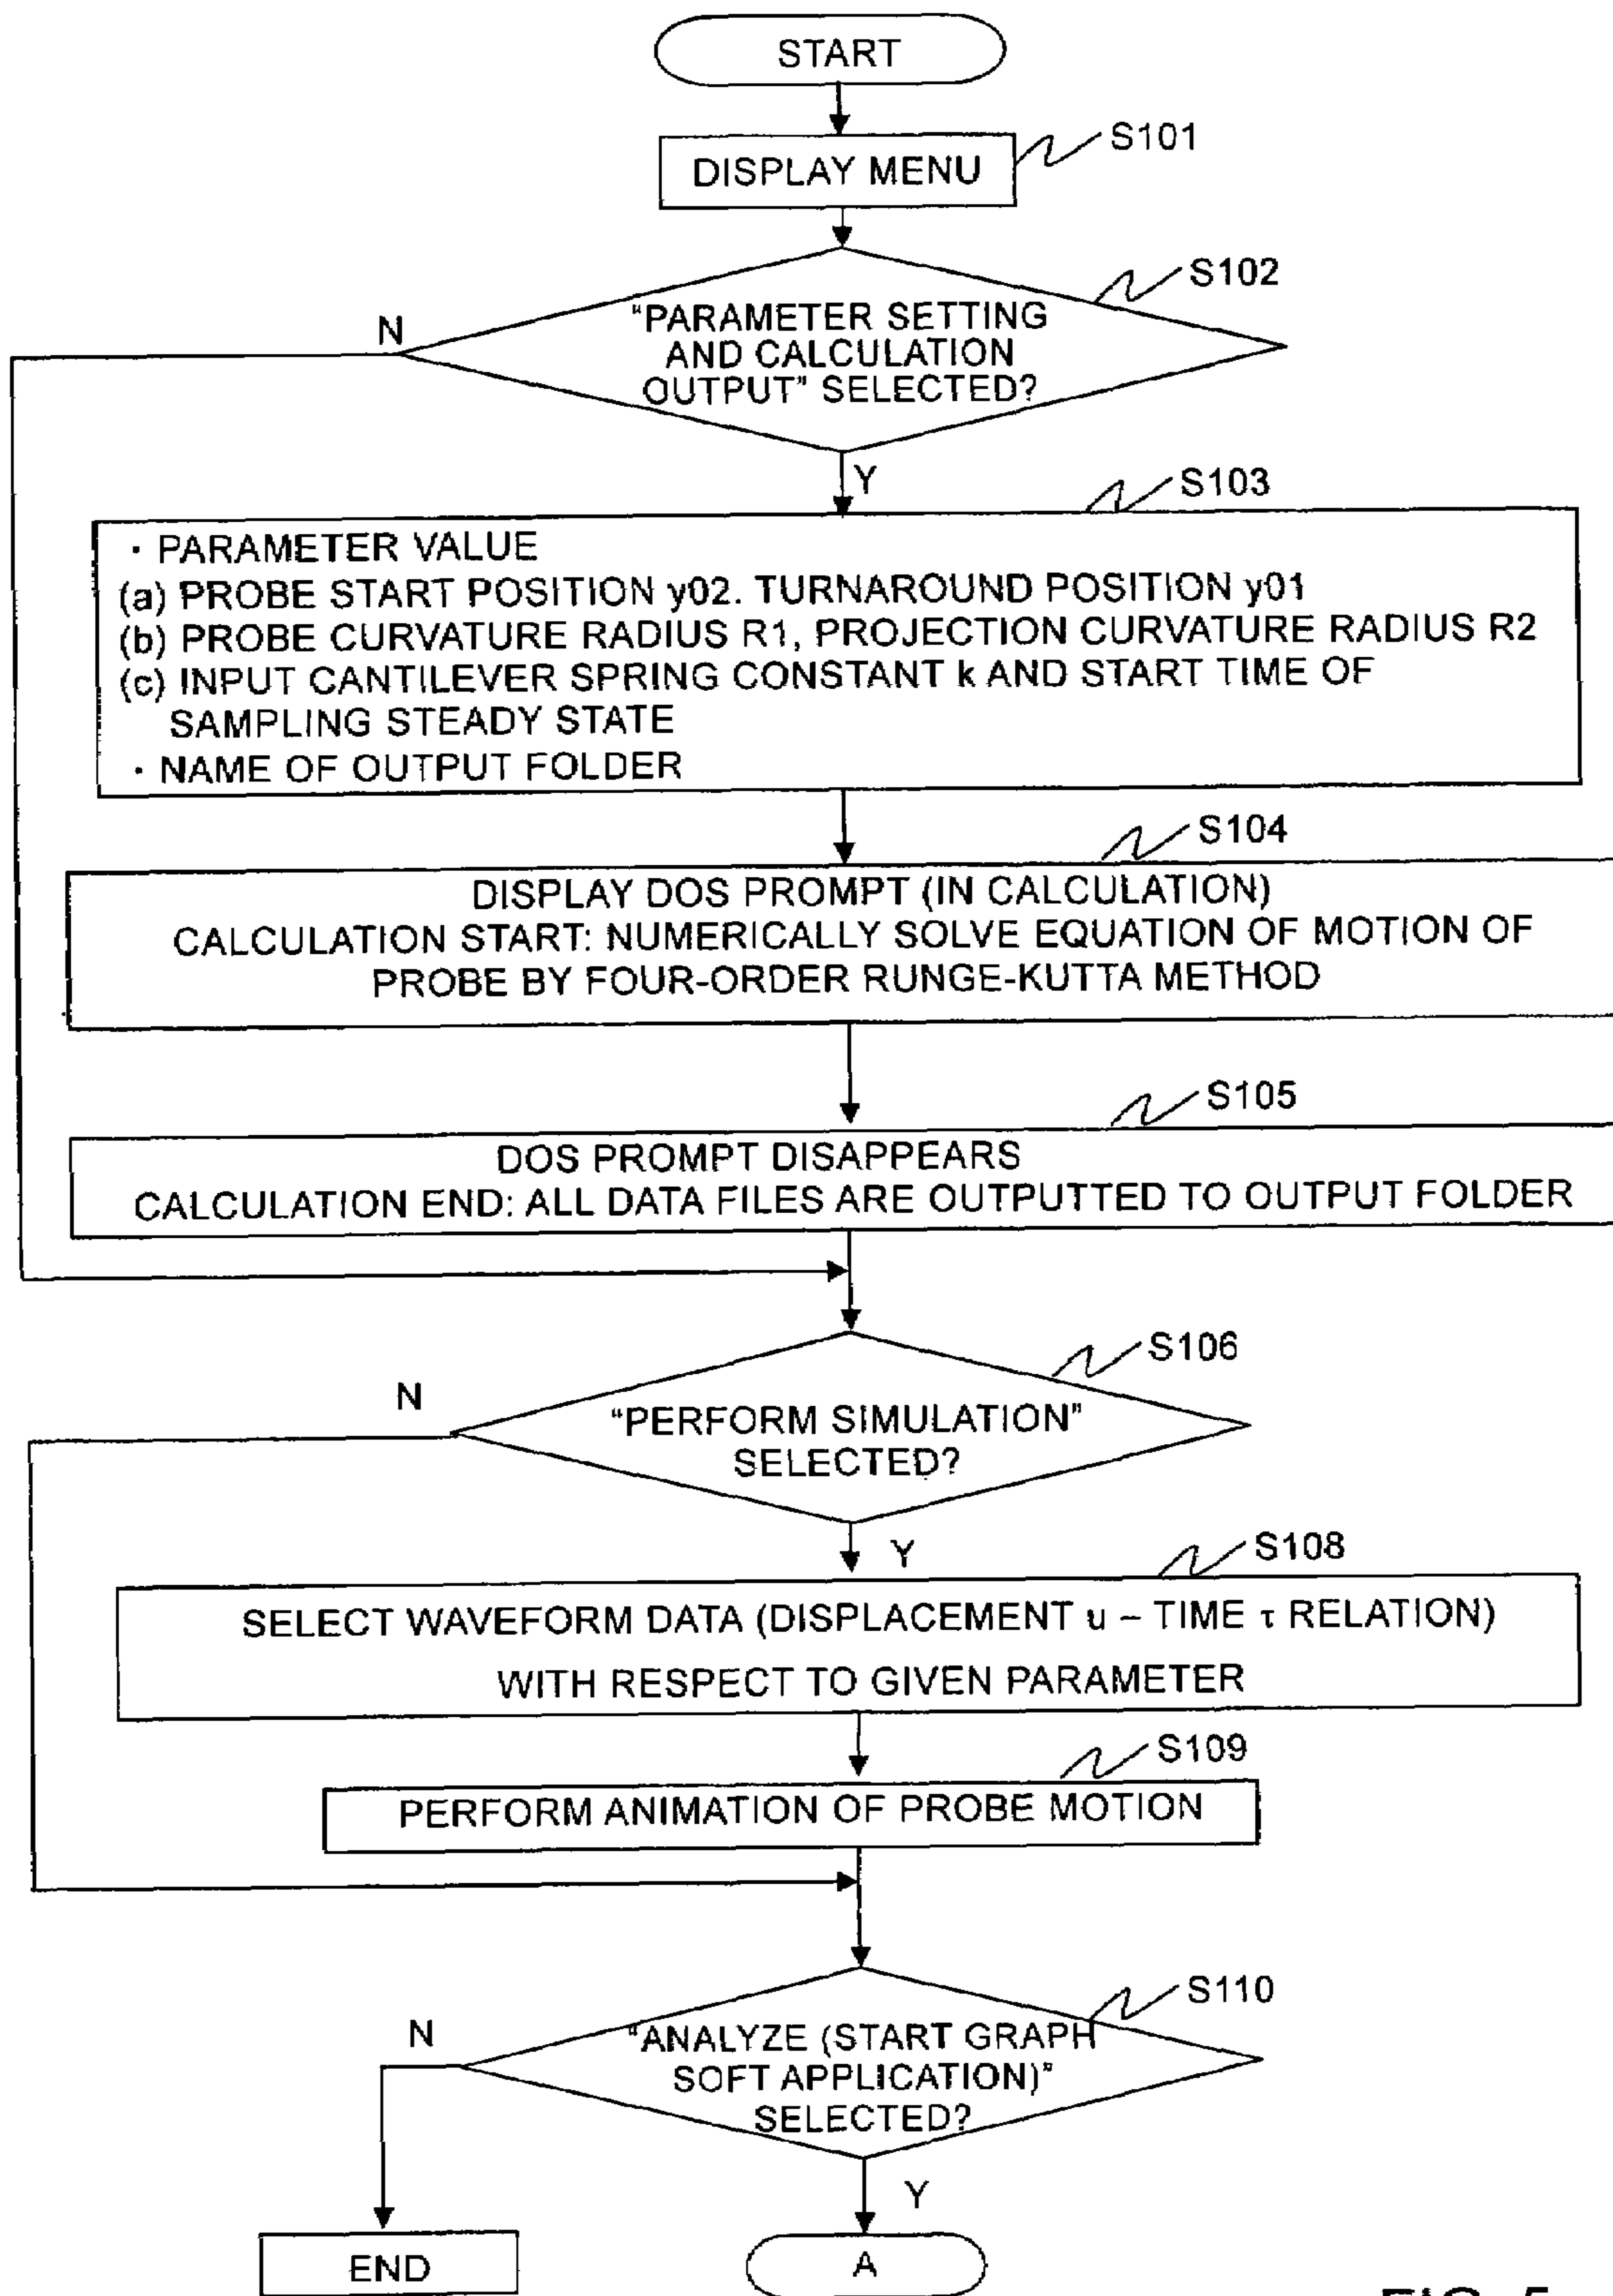 START
S101
DISPLAY MENU
S102
N
"PARAMETER SETTING
AND CALCULATION
OUTPUT" SELECTED?
Y
S103
· PARAMETER VALUE
(a) PROBE START POSITION y02. TURNAROUND POSITION y01
(b) PROBE CURVATURE RADIUS R1, PROJECTION CURVATURE RADIUS R2
(c) INPUT CANTILEVER SPRING CONSTANT k AND START TIME OF
SAMPLING STEADY STATE
· NAME OF OUTPUT FOLDER
S104
DISPLAY DOS PROMPT (IN CALCULATION)
CALCULATION START: NUMERICALLY SOLVE EQUATION OF MOTION OF
PROBE BY FOUR-ORDER RUNGE-KUTTA METHOD
S105
DOS PROMPT DISAPPEARS
CALCULATION END: ALL DATA FILES ARE OUTPUTTED TO OUTPUT FOLDER
S106
N
"PERFORM SIMULATION"
SELECTED?
Y
S108
SELECT WAVEFORM DATA (DISPLACEMENT u – TIME τ RELATION)
WITH RESPECT TO GIVEN PARAMETER
S109
PERFORM ANIMATION OF PROBE MOTION
S110
N
"ANALYZE (START GRAPH
SOFT APPLICATION)"
SELECTED?
Y
END
A